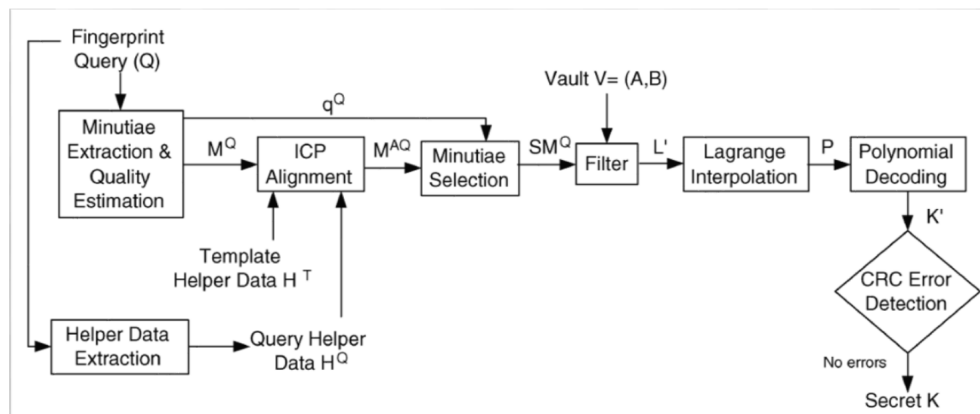 Fingerprint
Query (Q)
Vault V= (A,B)
q^Q
Minutiae
Extraction &
Quality
Estimation
M^Q
ICP
Alignment
M^AQ
Minutiae
Selection
SM^Q
Filter
L'
Lagrange
Interpolation
P
Polynomial
Decoding
K'
Template
Helper Data H^T
CRC Error
Detection
Helper Data
Extraction
Query Helper
Data H^Q
No errors
Secret K